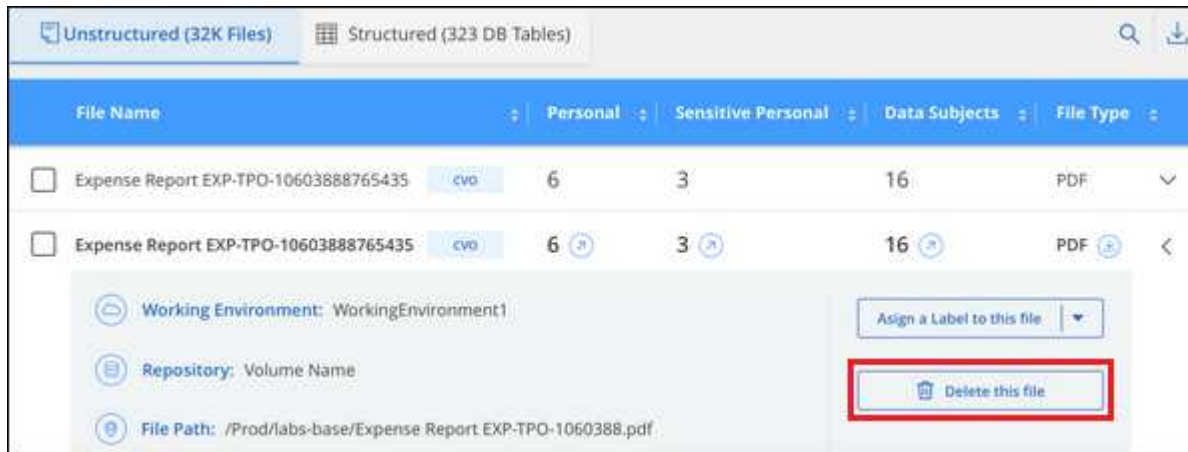 Unstructured (32K Files) Structured (323 DB Tables)
File Name Personal Sensitive Personal Data Subjects File Type
Expense Report EXP-TPO-10603888765435 CVO 6 3 16 PDF
Expense Report EXP-TPO-10603888765435 CVO 6 3 16 PDF
Working Environment: WorkingEnvironment1
Asign a Label to this file
Repository: Volume Name
Delete this file
File Path: /Prod/labs-base/Expense Report EXP-TPO-1060388.pdf